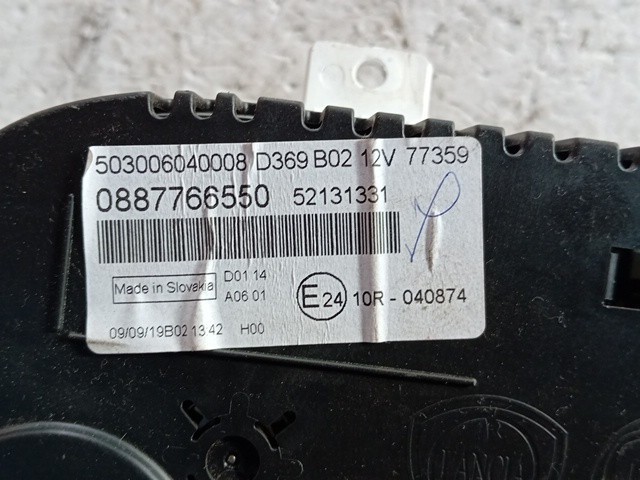 503006040008 D369 B02 12V 77359
0887766550 52131331
Made in Slovakia D01 14
A06 01
E24 10R - 040874
09/09/19B02 13 42 H00
LANCIA